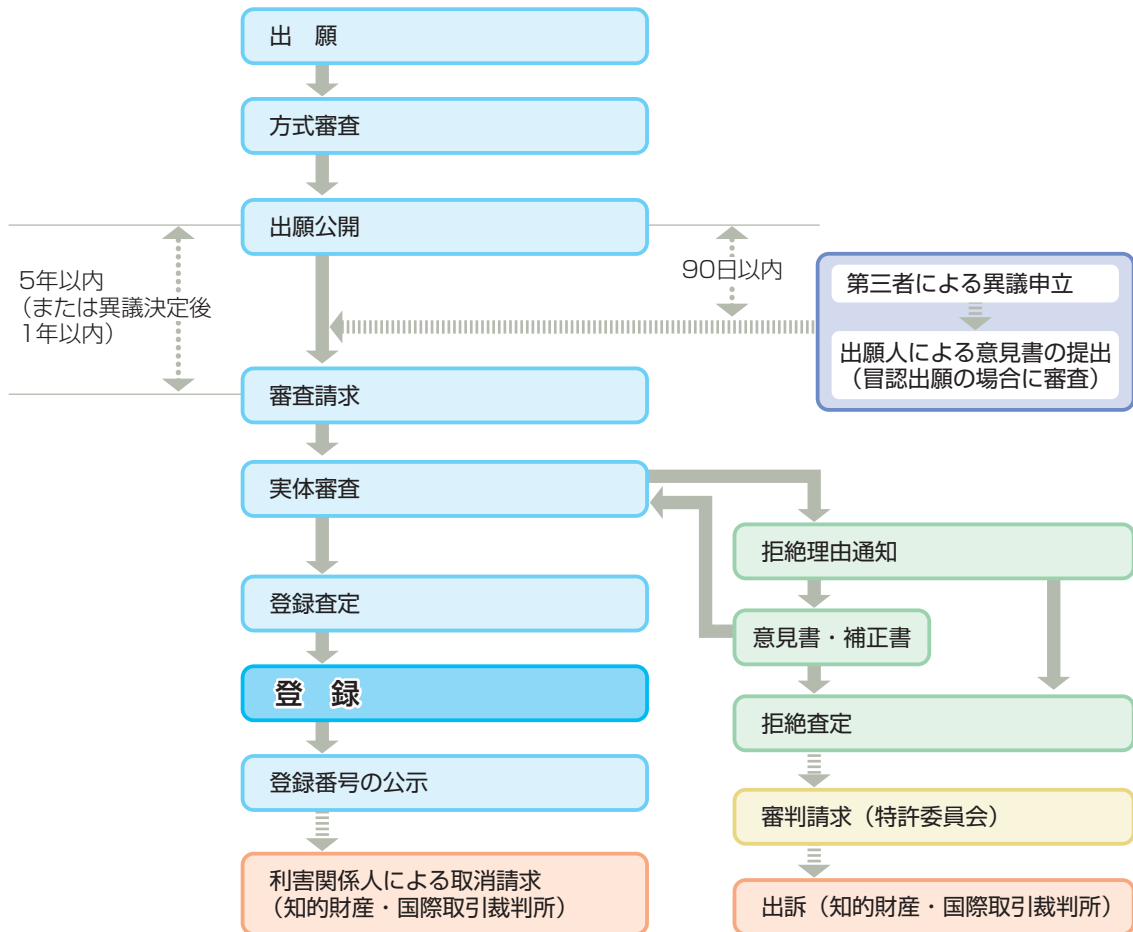 出　願
方式審査
出願公開
5年以内
（または異議決定後
1年以内）
90日以内
第三者による異議申立
出願人による意見書の提出
（冒認出願の場合に審査）
審査請求
実体審査
拒絶理由通知
登録査定
意見書・補正書
登　録
拒絶査定
登録番号の公示
審判請求（特許委員会）
利害関係人による取消請求
（知的財産・国際取引裁判所）
出訴（知的財産・国際取引裁判所）